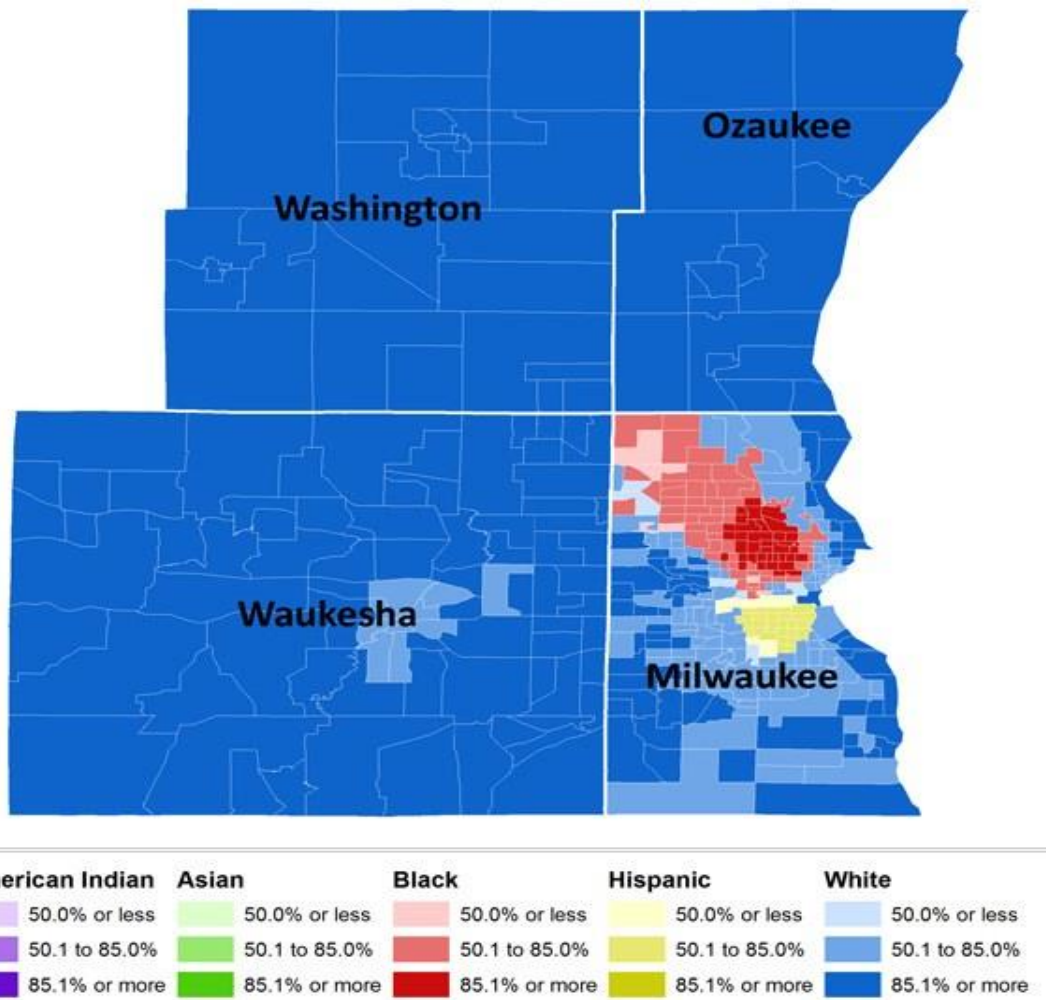 Ozaukee
Washington
Waukesha
Milwaukee
erican Indian Asian Black Hispanic White
50.0% or less 50.0% or less 50.0% or less 50.0% or less 50.0% or less
50.1 to 85.0% 50.1 to 85.0% 50.1 to 85.0% 50.1 to 85.0% 50.1 to 85.0%
85.1% or more 85.1% or more 85.1% or more 85.1% or more 85.1% or more